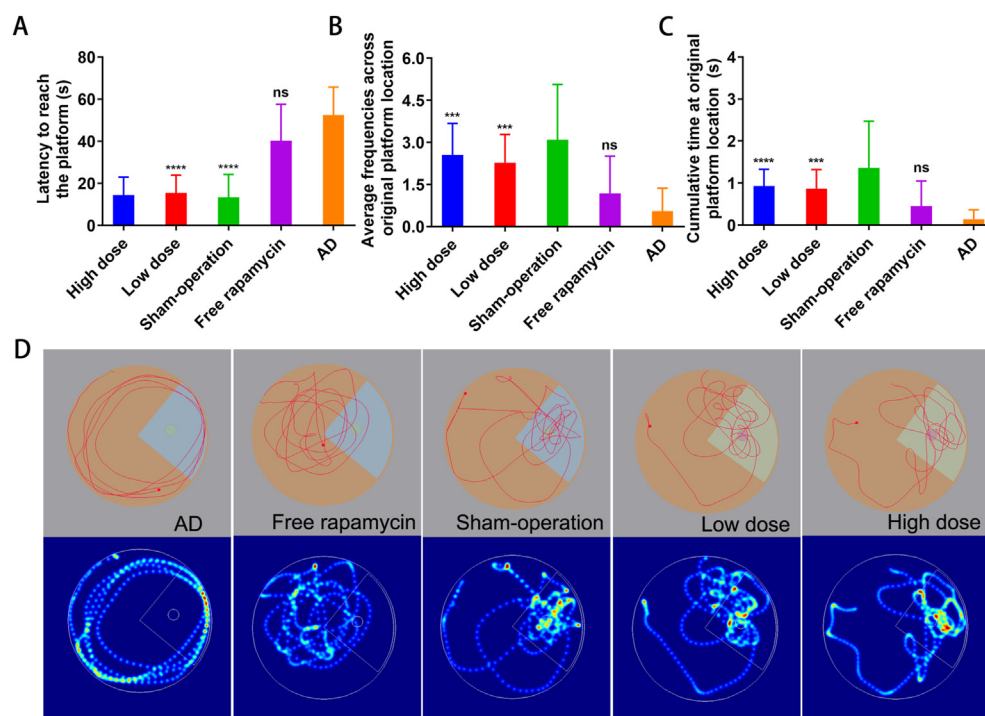 A
Latency to reach
the platform (s)
80
60
40
20
0
****
****
ns
High dose
Low dose
Sham-operation
Free rapamycin
AD
B
Average frequencies across
original platform location
6.0
4.5
3.0
1.5
0.0
***
***
ns
High dose
Low dose
Sham-operation
Free rapamycin
AD
C
Cumulative time at original
platform location (s)
4
3
2
1
0
****
***
ns
High dose
Low dose
Sham-operation
Free rapamycin
AD
D
AD
Free rapamycin
Sham-operation
Low dose
High dose